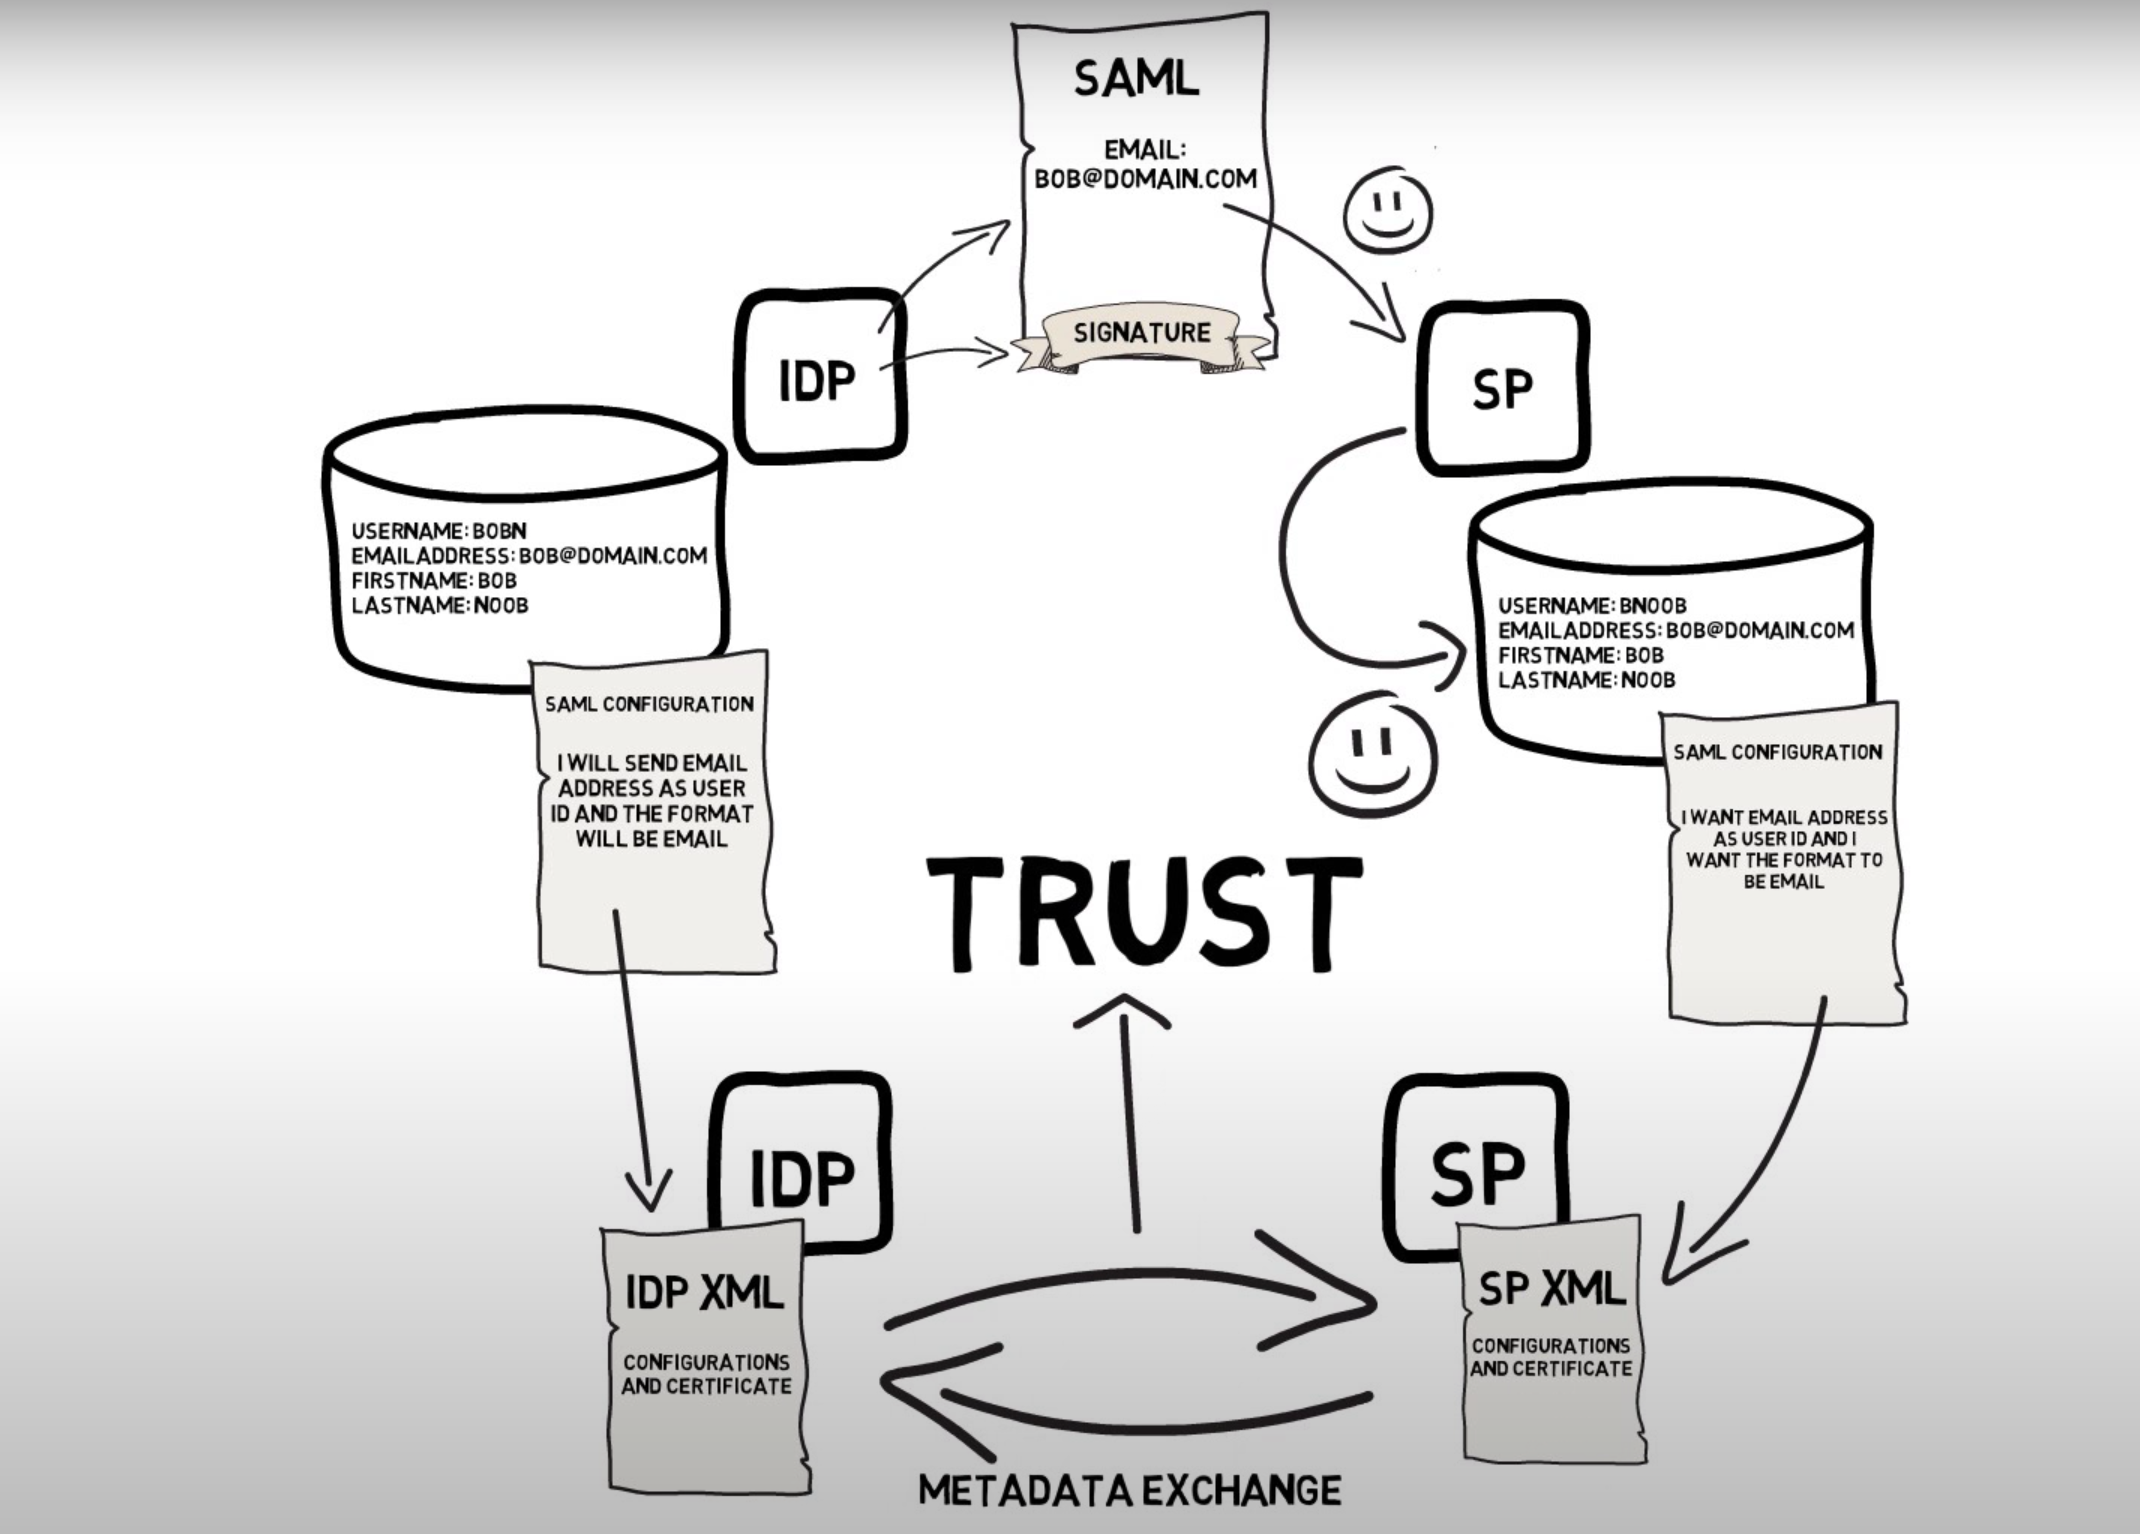 SAML
EMAIL:
BOB@DOMAIN.COM
SIGNATURE
IDP
SP
USERNAME: BOBN
EMAILADDRESS: BOB@DOMAIN.COM
FIRSTNAME: BOB
LASTNAME: NOOB
USERNAME: BNOOB
EMAILADDRESS: BOB@DOMAIN.COM
FIRSTNAME: BOB
LASTNAME: NOOB
SAML CONFIGURATION
I WILL SEND EMAIL
ADDRESS AS USER
ID AND THE FORMAT
WILL BE EMAIL
SAML CONFIGURATION
I WANT EMAIL ADDRESS
AS USER ID AND I
WANT THE FORMAT TO
BE EMAIL
TRUST
IDP
SP
IDP XML
CONFIGURATIONS
AND CERTIFICATE
SP XML
CONFIGURATIONS
AND CERTIFICATE
METADATA EXCHANGE